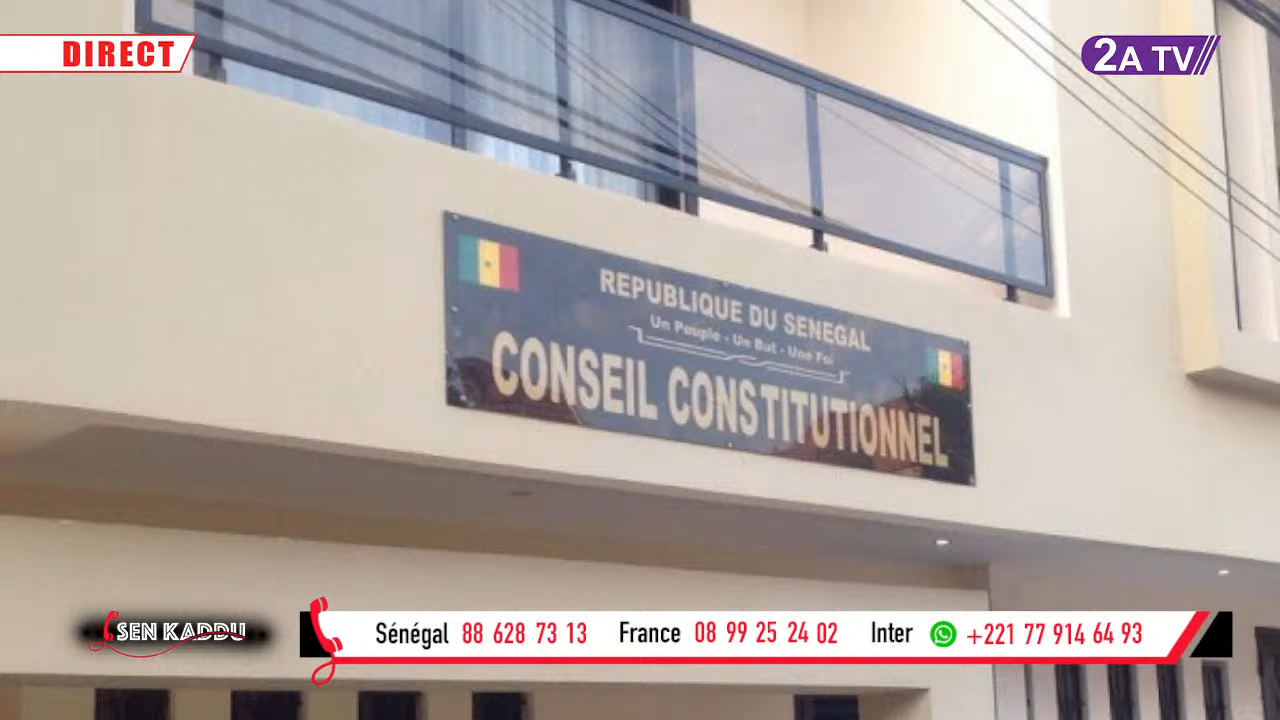 DIRECT
2A TV
REPUBLIQUE DU SENEGAL
Un Peuple - Un But - Une Foi
CONSEIL CONSTITUTIONNEL
SEN KADDU
Sénégal 88 628 73 13 France 08 99 25 24 02 Inter +221 77 914 64 93